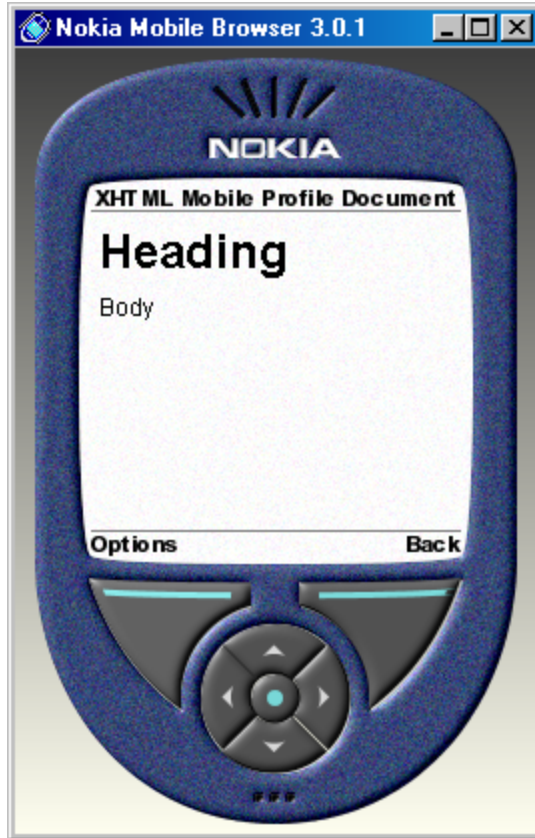 Nokia Mobile Browser 3.0.1
NOKIA
XHTML Mobile Profile Document
Heading
Body
Options Back